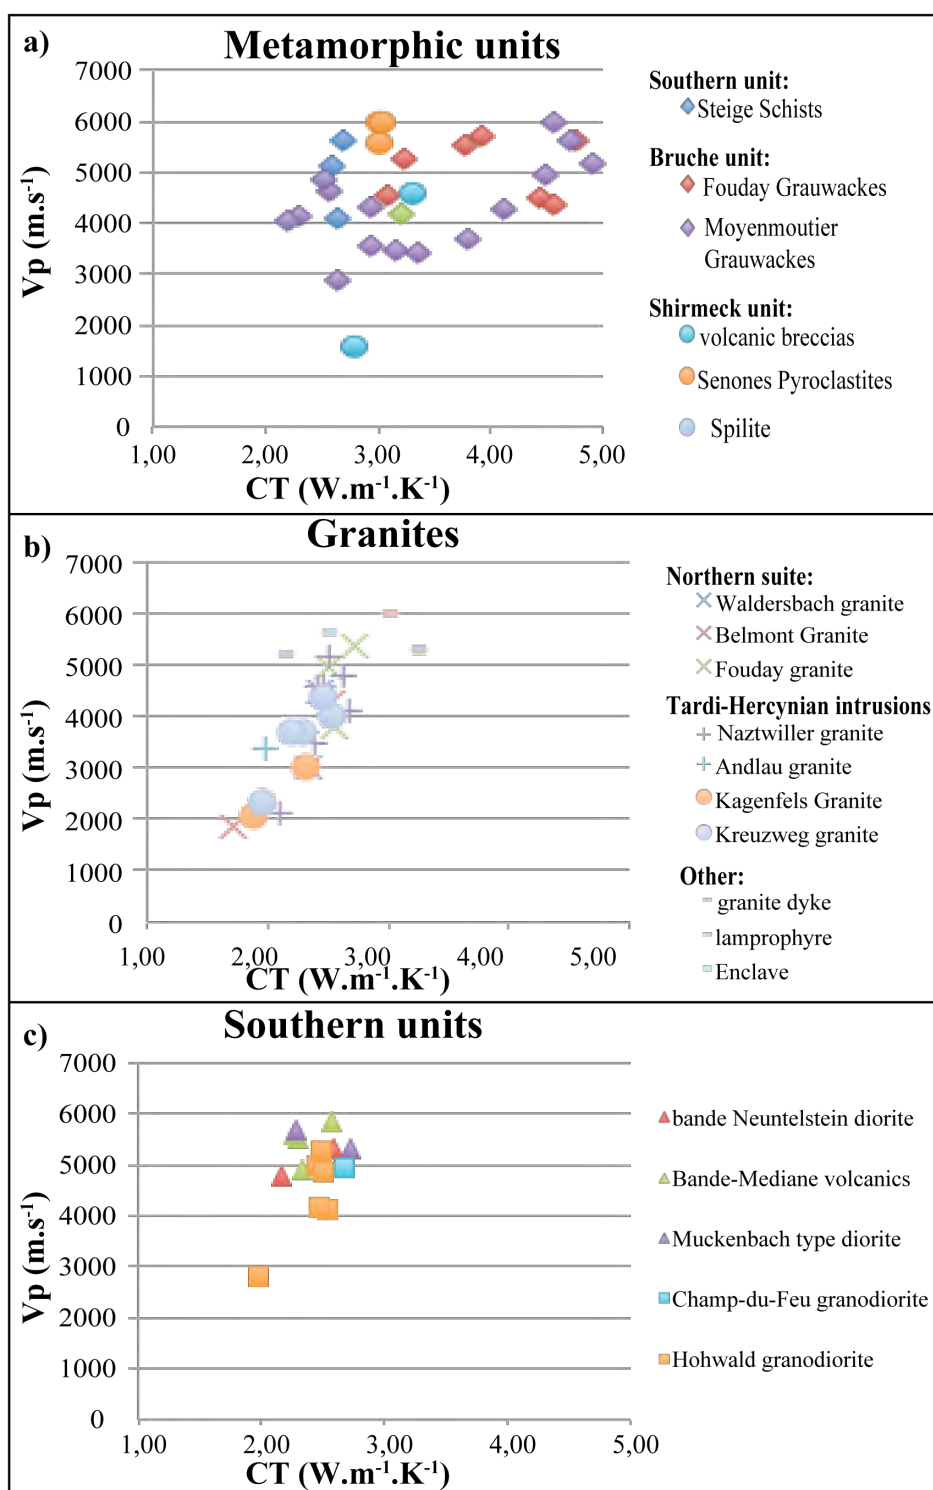 a)
Metamorphic units
7000
6000
5000
4000
3000
2000
1000
0
Vp (m.s-1)
1,00 2,00 3,00 4,00 5,00
CT (W.m-1.K-1)
Southern unit:
Steige Schists
Bruche unit:
Fouday Grauwackes
Moyenmoutier
Grauwackes
Shirmeck unit:
volcanic breccias
Senones Pyroclastites
Spilite
b)
Granites
7000
6000
5000
4000
3000
2000
1000
0
Vp (m.s-1)
1,00 2,00 3,00 4,00 5,00
CT (W.m-1.K-1)
Northern suite:
Waldersbach granite
Belmont Granite
Fouday granite
Tardi-Hercynian intrusions:
Naztwiller granite
Andlau granite
Kagenfels Granite
Kreuzweg granite
Other:
granite dyke
lamprophyre
Enclave
c)
Southern units
7000
6000
5000
4000
3000
2000
1000
0
Vp (m.s-1)
1,00 2,00 3,00 4,00 5,00
CT (W.m-1.K-1)
bande Neuntelstein diorite
Bande-Mediane volcanics
Muckenbach type diorite
Champ-du-Feu granodiorite
Hohwald granodiorite